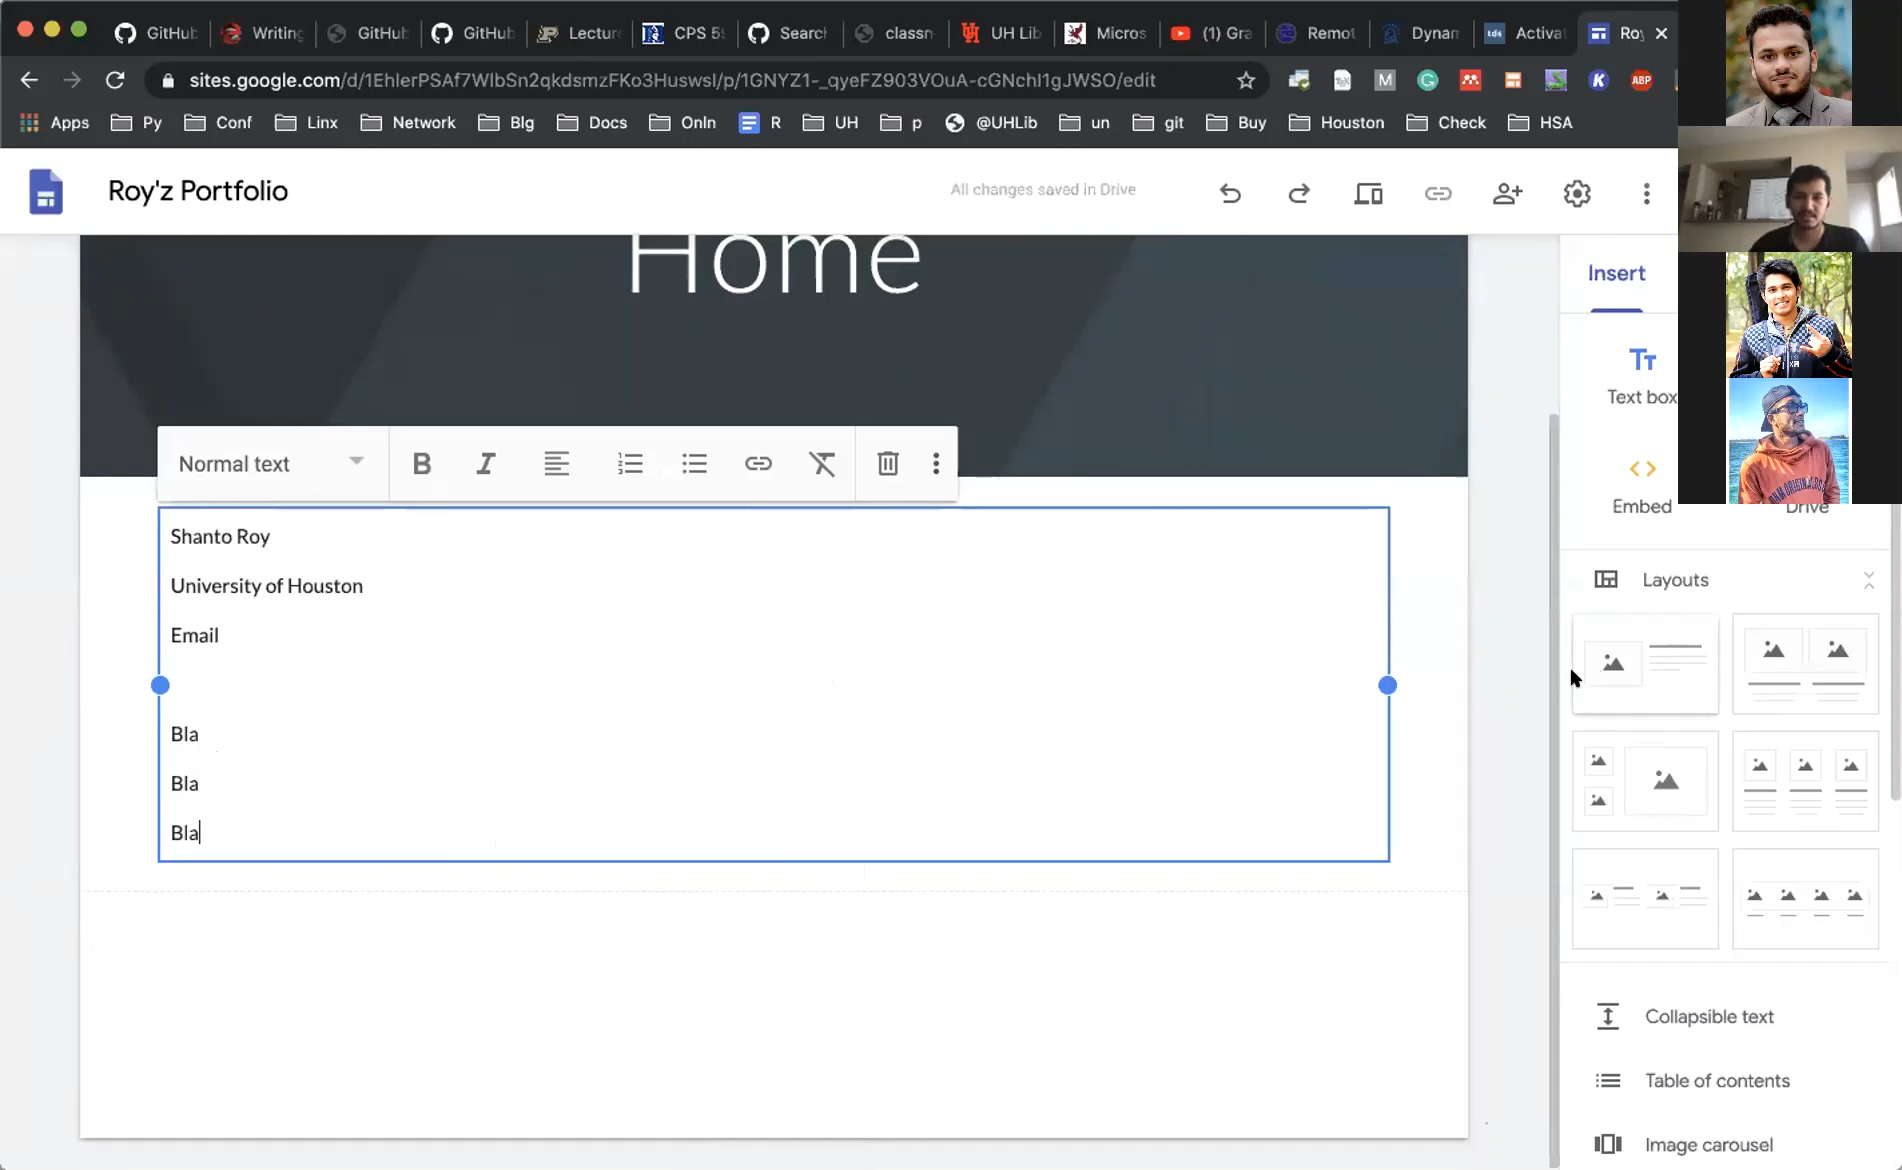 GitHub Writing GitHub GitHub Lecture CPS 5 Search classn UH Lib Micros (1) Gra Remot Dynam Activat Roy
sites.google.com/d/1EhlerPSAf7WlbSn2qkdsmzFKo3Huswsl/p/1GNYZ1-_qyeFZ903VOuA-cGNchl1gJWSO/edit
Apps Py Conf Linx Network Blg Docs Onln R UH p @UHLib un git Buy Houston Check HSA
Roy'z Portfolio
All changes saved in Drive
Home
Insert
Text box
Embed
Drive
Normal text
Shanto Roy
University of Houston
Email
Bla
Bla
Bla
Layouts
Collapsible text
Table of contents
Image carousel